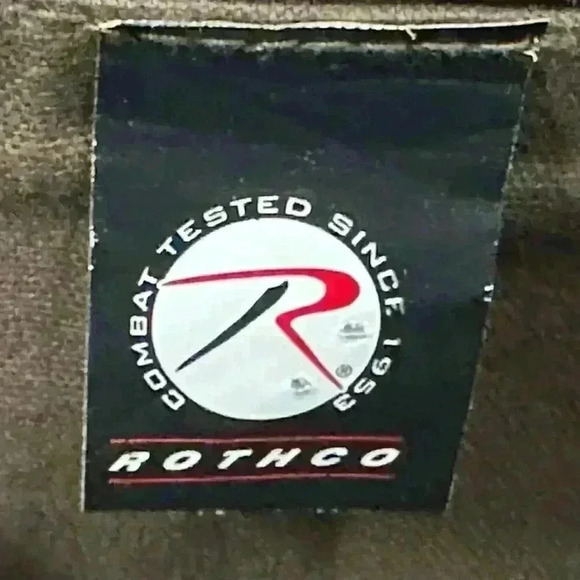 COMBAT TESTED SINCE 1953
R
®
ROTHCO